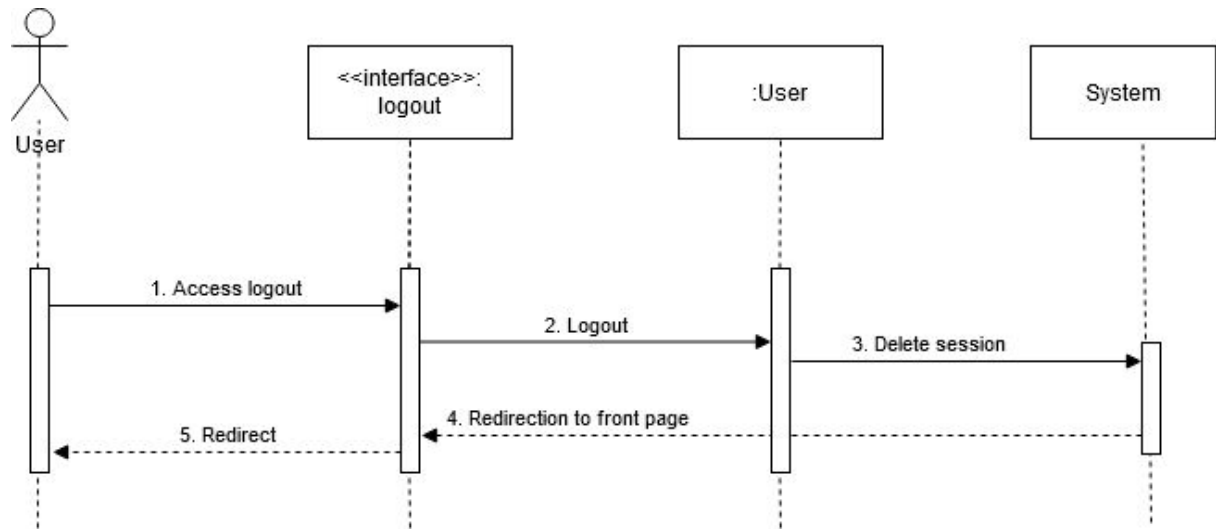 <<interface>>:
logout
:User
System
User
1. Access logout
2. Logout
3. Delete session
4. Redirection to front page
5. Redirect